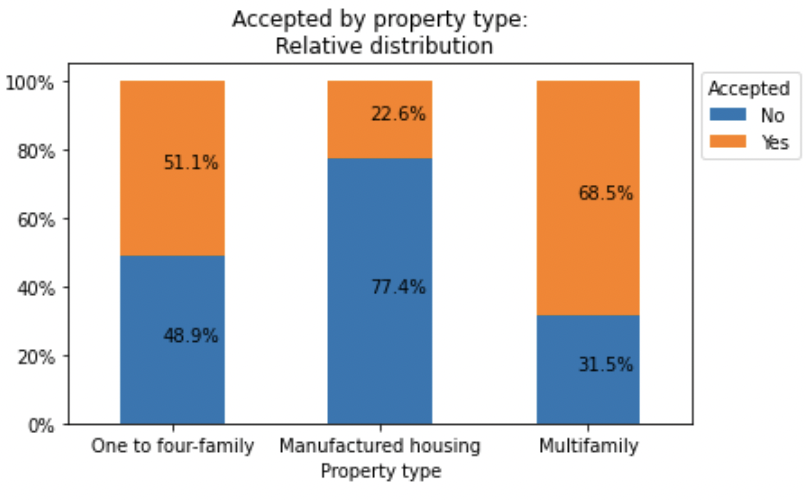 Accepted by property type:
Relative distribution
100%
80%
60%
40%
20%
0%
51.1%
48.9%
22.6%
77.4%
68.5%
31.5%
One to four-family
Manufactured housing
Multifamily
Property type
Accepted
No
Yes